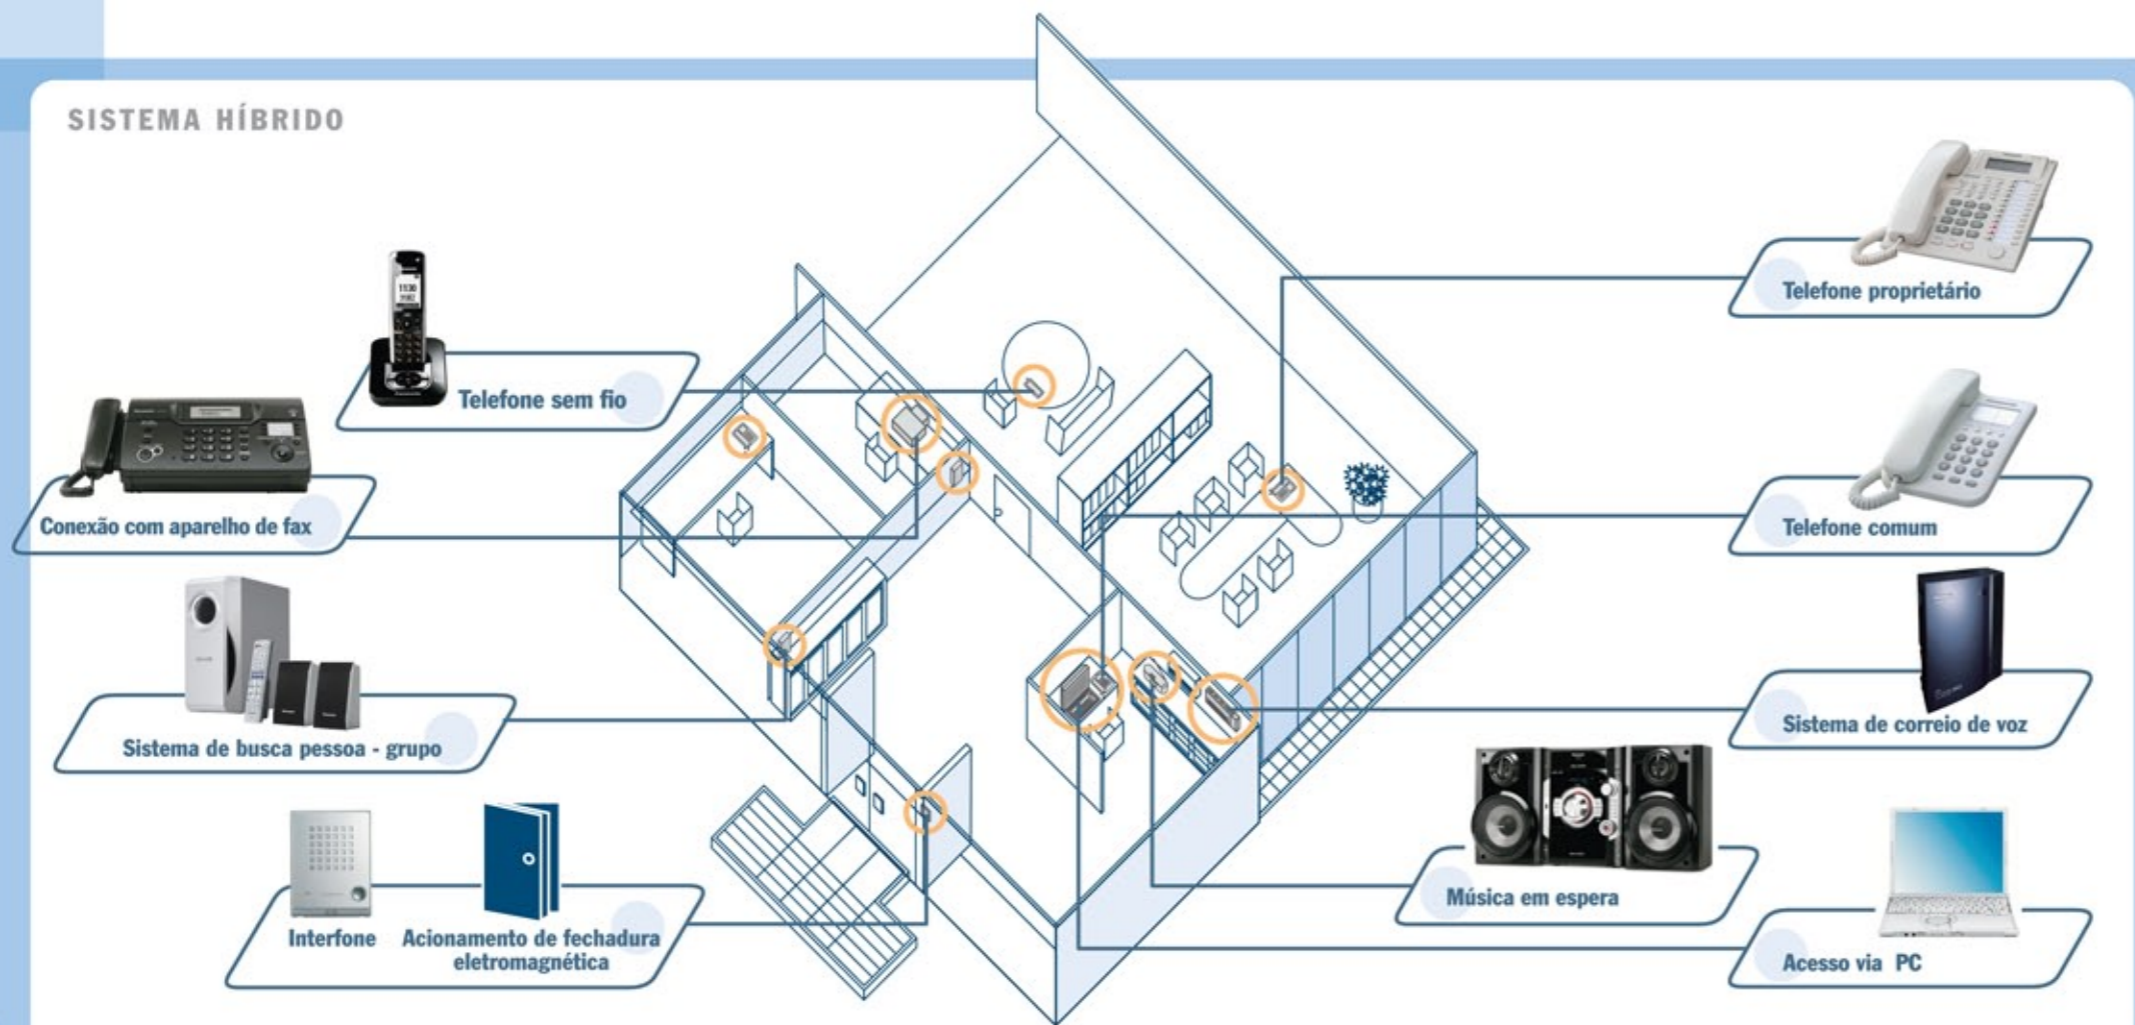 SISTEMA HÍBRIDO
Telefone proprietário
Telefone sem fio
Conexão com aparelho de fax
Telefone comum
Sistema de busca pessoa - grupo
Sistema de correio de voz
Música em espera
Interfone
Acionamento de fechadura
eletromagnética
Acesso via PC